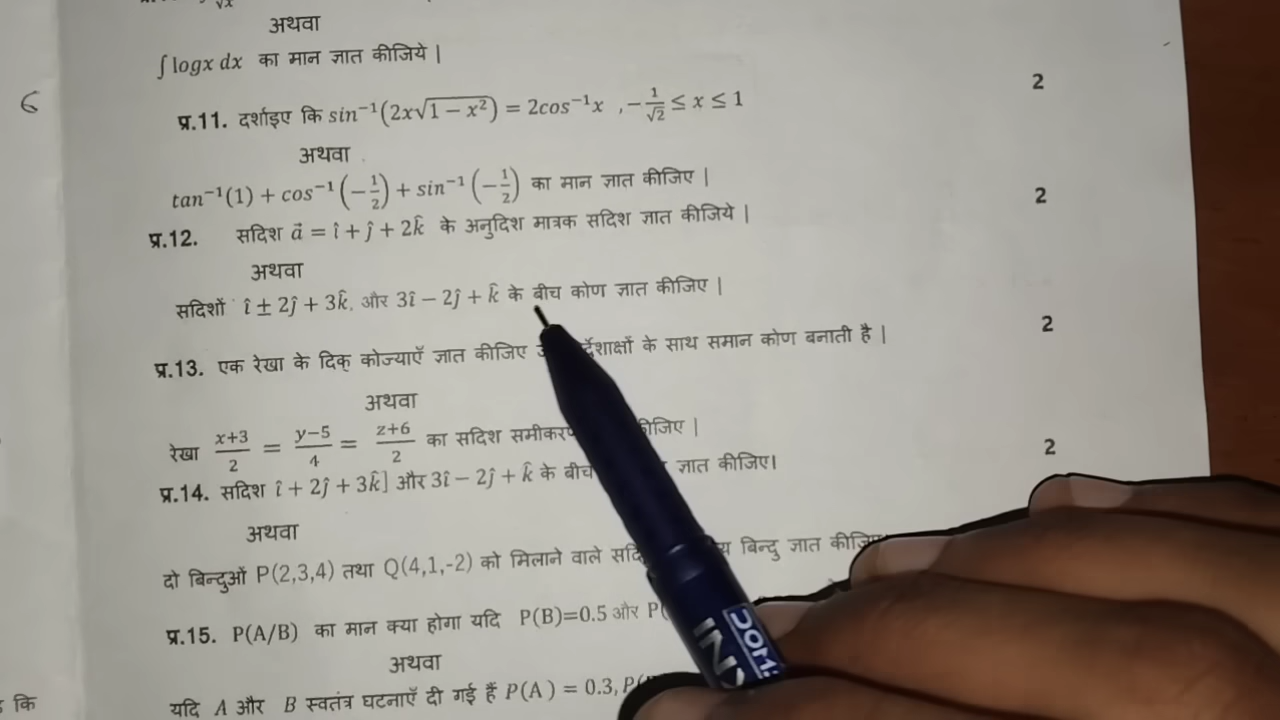 √x
अथवा
∫logx dx का मान ज्ञात कीजिये |
6
प्र.11. दर्शाइए कि sin⁻¹(2x√1 − x²) = 2cos⁻¹x , −1/√2 ≤ x ≤ 1 2
अथवा
tan⁻¹(1) + cos⁻¹(−1/2) + sin⁻¹(−1/2) का मान ज्ञात कीजिए |
प्र.12. सदिश a⃗ = î + ĵ + 2k̂ के अनुदिश मात्रक सदिश ज्ञात कीजिये | 2
अथवा
सदिशों î ± 2ĵ + 3k̂, और 3î − 2ĵ + k̂ के बीच कोण ज्ञात कीजिए |
प्र.13. एक रेखा के दिक् कोज्याएँ ज्ञात कीजिए के साथ समान कोण बनाती है | 2
अथवा
रेखा x+3/2 = y−5/4 = z+6/2 का सदिश |
प्र.14. सदिश î + 2ĵ + 3k̂] और 3î − 2ĵ + k̂ के बीच ज्ञात कीजिए। 2
अथवा
दो बिन्दुओं P(2,3,4) तथा Q(4,1,-2) को मिलाने वाले बिन्दु ज्ञात
प्र.15. P(A/B) का मान क्या होगा यदि P(B)=0.5 और
अथवा
यदि A और B स्वतंत्र घटनाएँ दी गई हैं P(A) = 0.3,
कि
DOMS